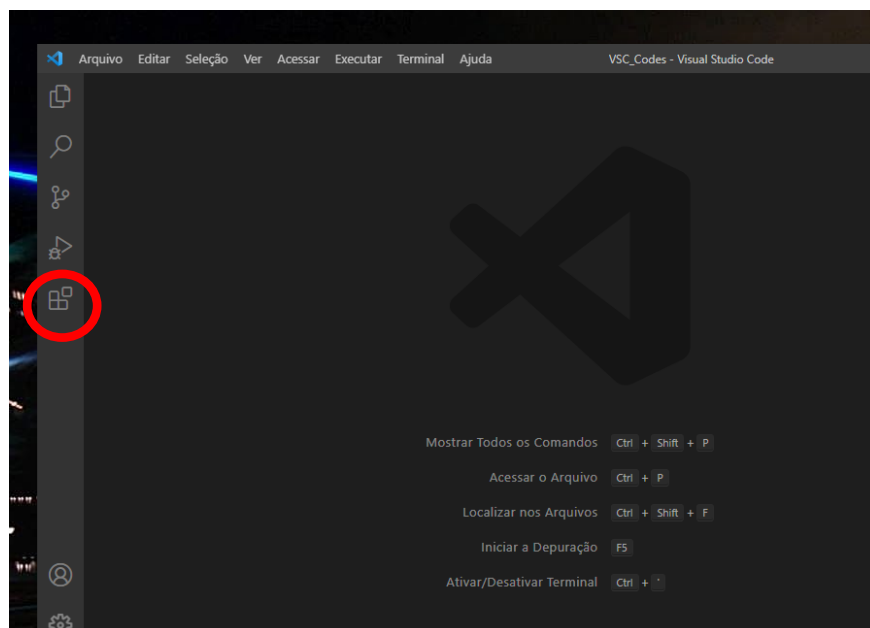 Arquivo Editar Seleção Ver Acessar Executar Terminal Ajuda VSC_Codes - Visual Studio Code
Mostrar Todos os Comandos Ctrl + Shift + P
Acessar o Arquivo Ctrl + P
Localizar nos Arquivos Ctrl + Shift + F
Iniciar a Depuração F5
Ativar/Desativar Terminal Ctrl + `